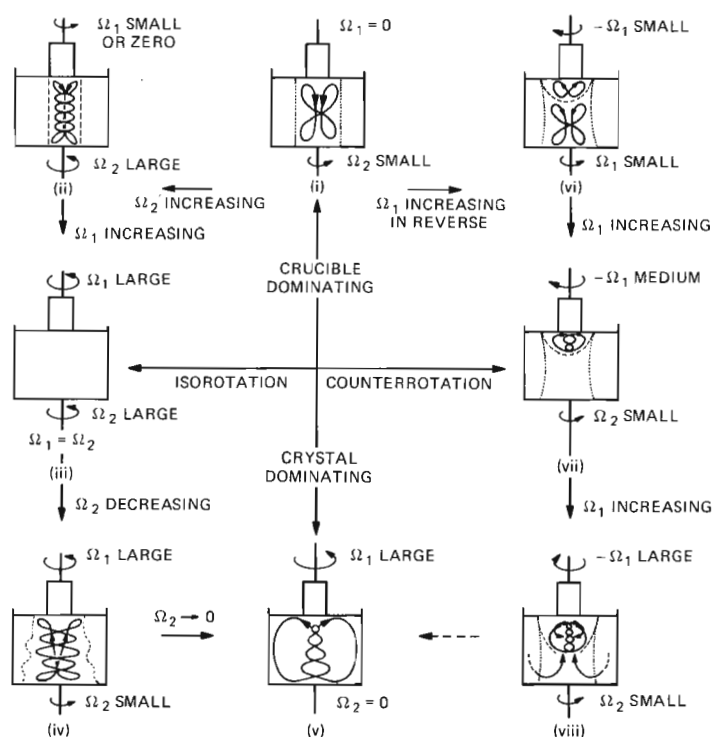 Ω₁ SMALL
OR ZERO
Ω₁ = 0
-Ω₁ SMALL
Ω₂ LARGE
(ii)
Ω₂ SMALL
(i)
Ω₁ SMALL
(vi)
Ω₂ INCREASING
Ω₁ INCREASING
IN REVERSE
Ω₁ INCREASING
Ω₁ INCREASING
Ω₁ LARGE
CRUCIBLE
DOMINATING
-Ω₁ MEDIUM
ISOROTATION
COUNTERROTATION
Ω₂ LARGE
Ω₁ = Ω₂
(iii)
Ω₂ SMALL
(vii)
CRYSTAL
DOMINATING
Ω₂ DECREASING
Ω₁ INCREASING
Ω₁ LARGE
Ω₁ LARGE
-Ω₁ LARGE
Ω₂ → 0
Ω₂ SMALL
(iv)
Ω₂ = 0
(v)
Ω₂ SMALL
(viii)